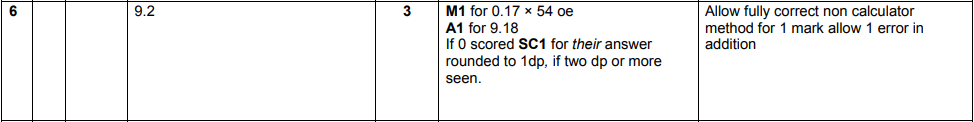 6 9.2 3 M1 for 0.17 × 54 oe Allow fully correct non calculator
A1 for 9.18 method for 1 mark allow 1 error in
If 0 scored SC1 for their answer addition
rounded to 1dp, if two dp or more
seen.